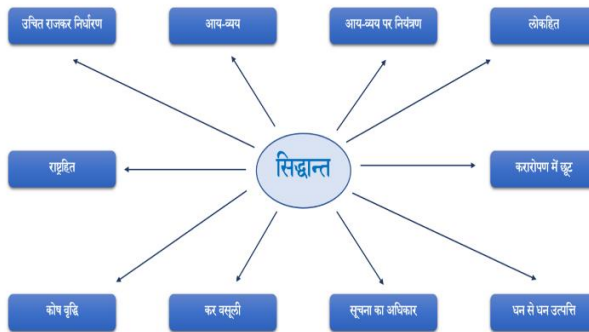 उचित राजकर निर्धारण
आय-व्यय
आय-व्यय पर नियंत्रण
लोकहित
राष्ट्रहित
सिद्धान्त
करारोपण में छूट
कोष वृद्धि
कर वसूली
सूचना का अधिकार
धन से धन उत्पत्ति